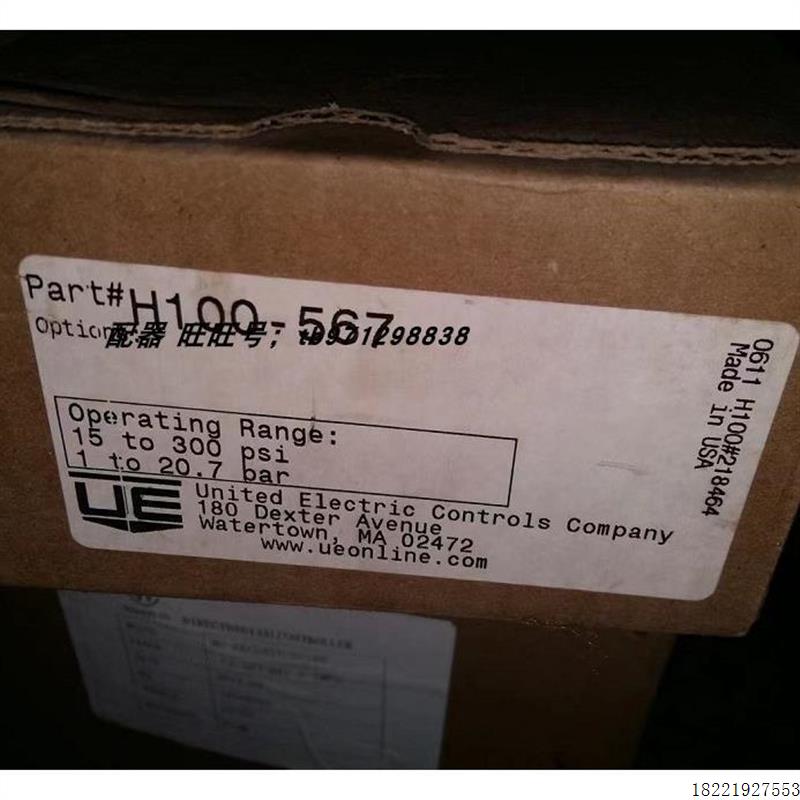 Part# H100-567
Option
配器 旺旺号; tb971298838
Operating Range:
15 to 300 psi
1 to 20.7 bar
UE
United Electric Controls Company
180 Dexter Avenue
Watertown, MA 02472
www.ueonline.com
0611 H100#218464
Made in USA
18221927553